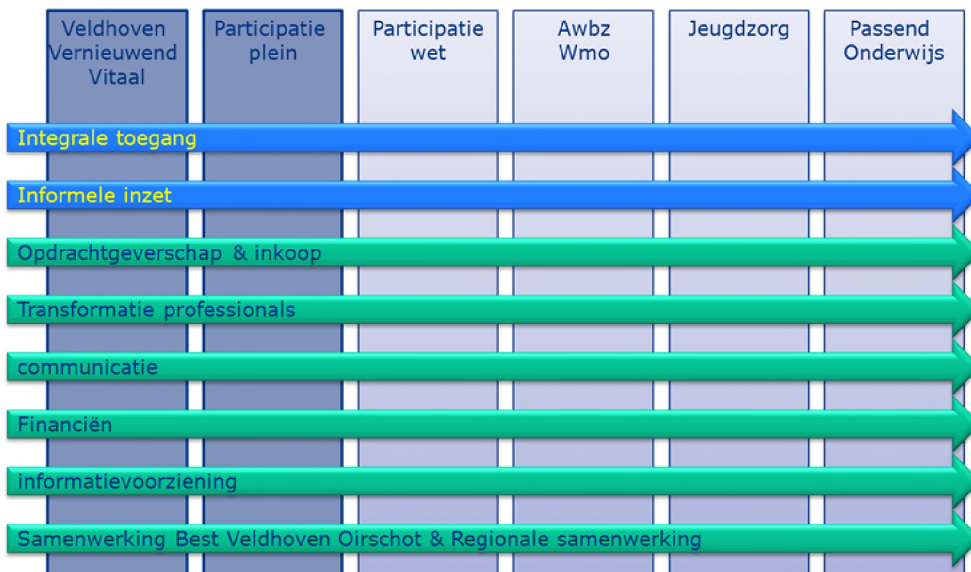 Veldhoven
Vernieuwend
Vitaal
Participatie
plein
Participatie
wet
Awbz
Wmo
Jeugdzorg
Passend
Onderwijs
Integrale toegang
Informele inzet
Opdrachtgeverschap & inkoop
Transformatie professionals
communicatie
Financiën
informatievoorziening
Samenwerking Best Veldhoven Oirschot & Regionale samenwerking